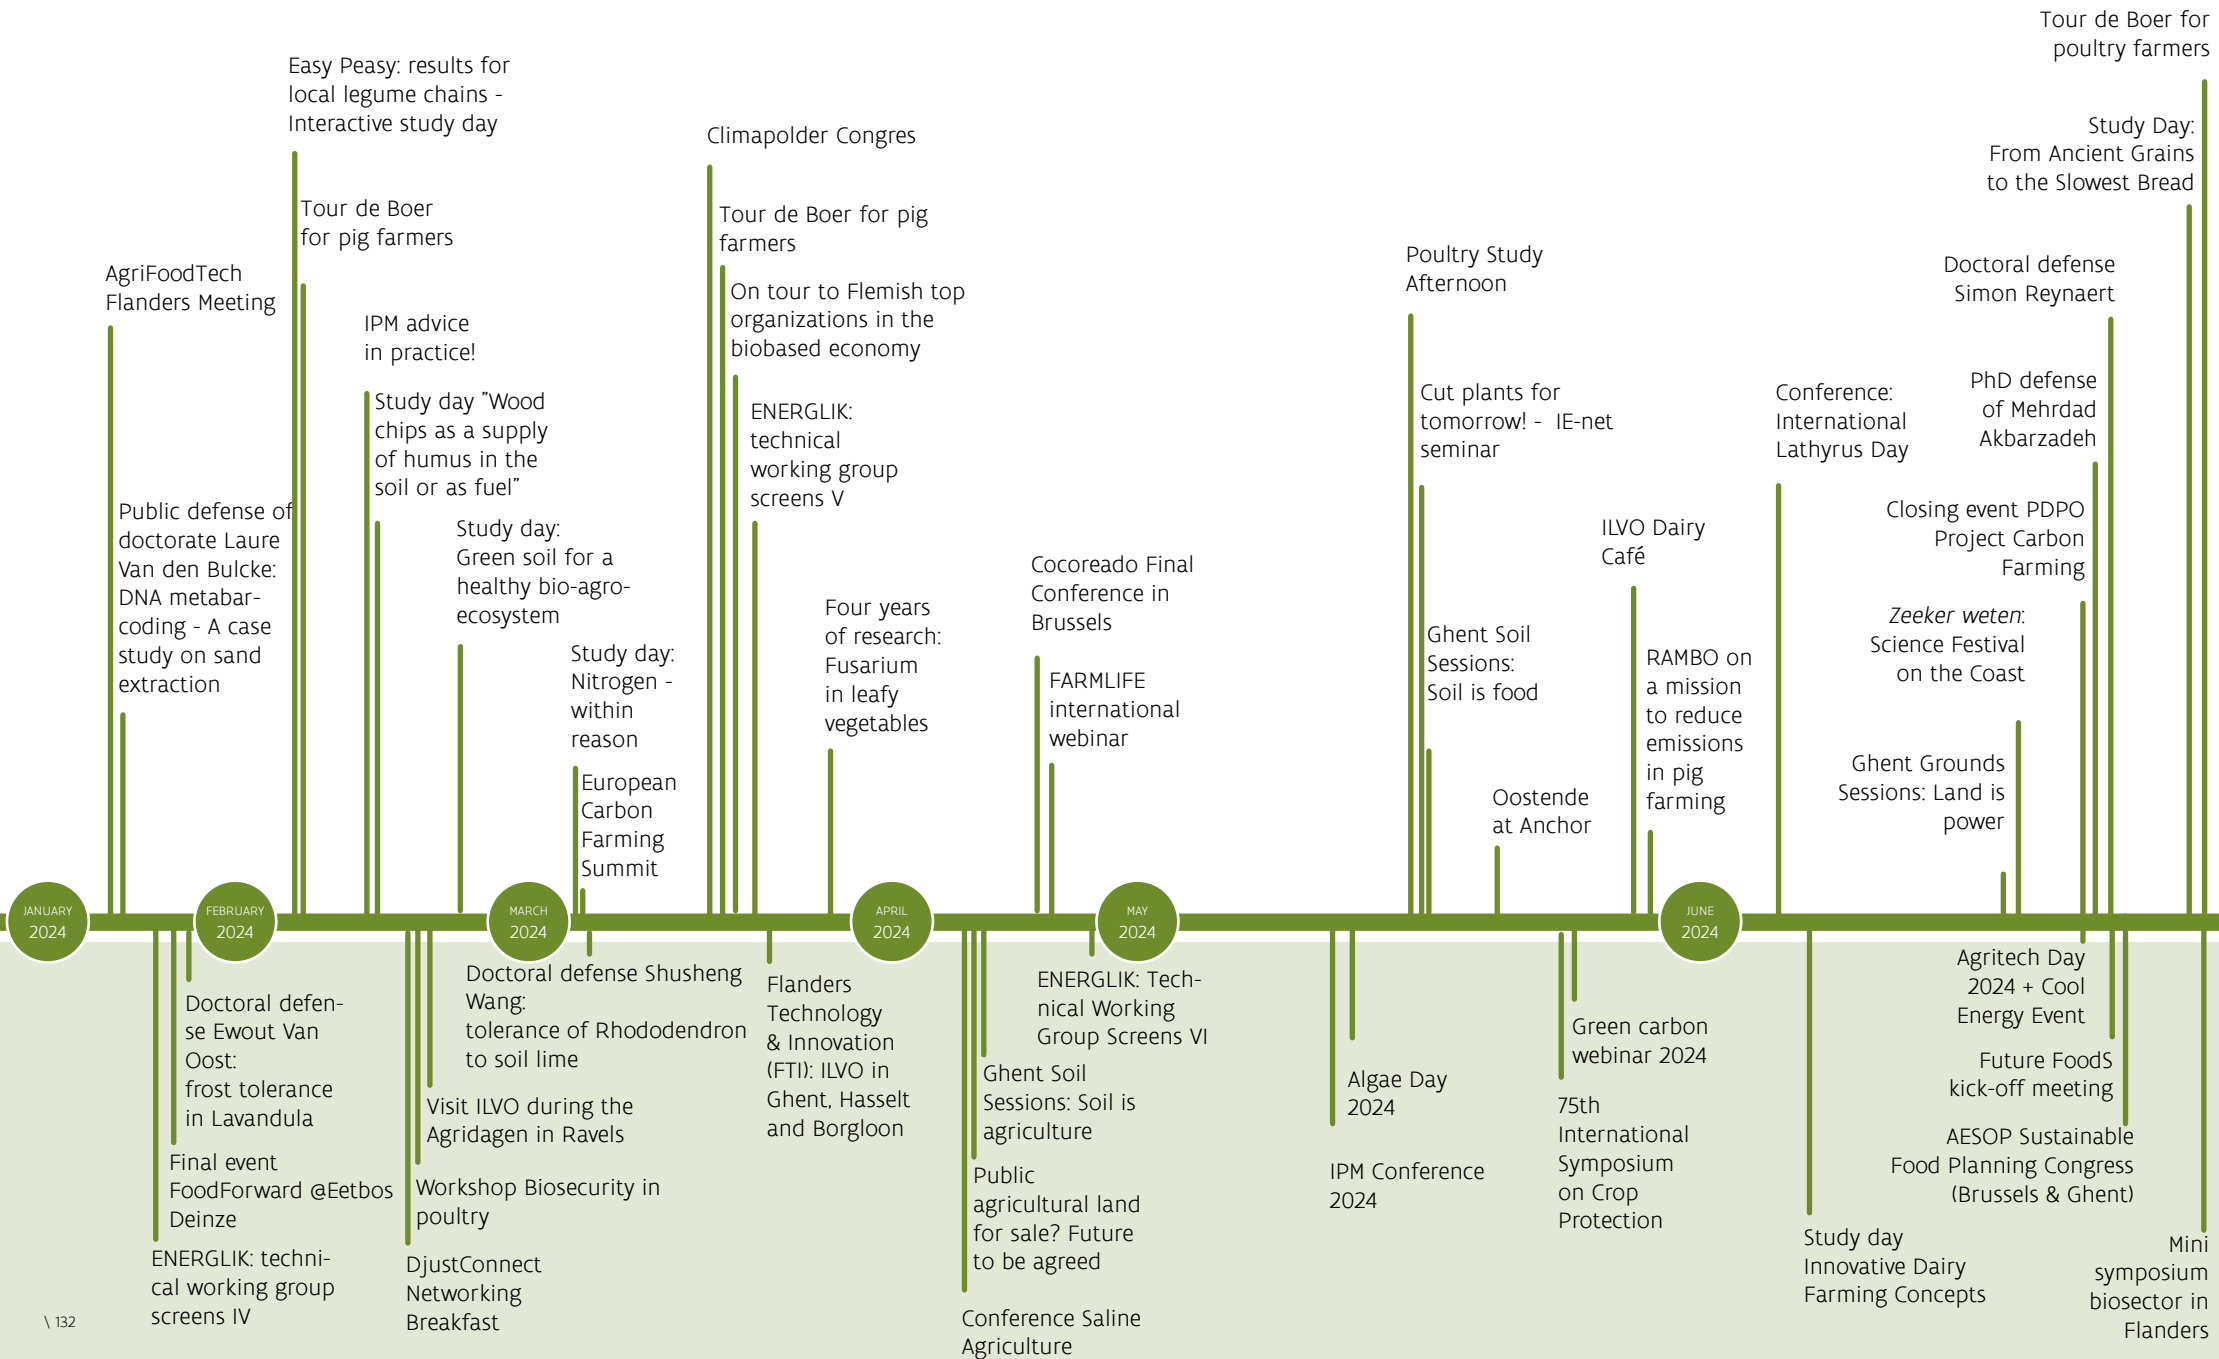 Tour de Boer for
poultry farmers
Easy Peasy: results for
local legume chains -
Interactive study day
Climapolder Congres
Study Day:
From Ancient Grains
to the Slowest Bread
Tour de Boer
for pig farmers
Tour de Boer for pig
farmers
Poultry Study
Afternoon
Doctoral defense
Simon Reynaert
AgriFoodTech
Flanders Meeting
On tour to Flemish top
organizations in the
biobased economy
IPM advice
in practice!
Study day "Wood
chips as a supply
of humus in the
soil or as fuel"
ENERGLIK:
technical
working group
screens V
Cut plants for
tomorrow! - IE-net
seminar
Conference:
International
Lathyrus Day
PhD defense
of Mehrdad
Akbarzadeh
Public defense of
doctorate Laure
Van den Bulcke:
DNA metabar-
coding - A case
study on sand
extraction
Study day:
Green soil for a
healthy bio-agro-
ecosystem
ILVO Dairy
Café
Closing event PDPO
Project Carbon
Farming
Cocoreado Final
Conference in
Brussels
Four years
of research:
Fusarium
in leafy
vegetables
Zeeker weten:
Science Festival
on the Coast
Ghent Soil
Sessions:
Soil is food
Study day:
Nitrogen -
within
reason
FARMLIFE
international
webinar
RAMBO on
a mission
to reduce
emissions
in pig
farming
European
Carbon
Farming
Summit
Oostende
at Anchor
Ghent Grounds
Sessions: Land is
power
JANUARY
2024
FEBRUARY
2024
MARCH
2024
APRIL
2024
MAY
2024
JUNE
2024
Doctoral defen-
se Ewout Van
Oost:
frost tolerance
in Lavandula
Final event
FoodForward @Eetbos
Deinze
ENERGLIK: techni-
cal working group
screens IV
Doctoral defense Shusheng
Wang:
tolerance of Rhododendron
to soil lime
Visit ILVO during the
Agridagen in Ravels
Workshop Biosecurity in
poultry
DjustConnect
Networking
Breakfast
Flanders
Technology
& Innovation
(FTI): ILVO in
Ghent, Hasselt
and Borgloon
ENERGLIK: Tech-
nical Working
Group Screens VI
Ghent Soil
Sessions: Soil is
agriculture
Public
agricultural land
for sale? Future
to be agreed
Conference Saline
Agriculture
Algae Day
2024
IPM Conference
2024
Green carbon
webinar 2024
75th
International
Symposium
on Crop
Protection
Agritech Day
2024 + Cool
Energy Event
Future FoodS
kick-off meeting
AESOP Sustainable
Food Planning Congress
(Brussels & Ghent)
Study day
Innovative Dairy
Farming Concepts
Mini
symposium
biosector in
Flanders
\ 132